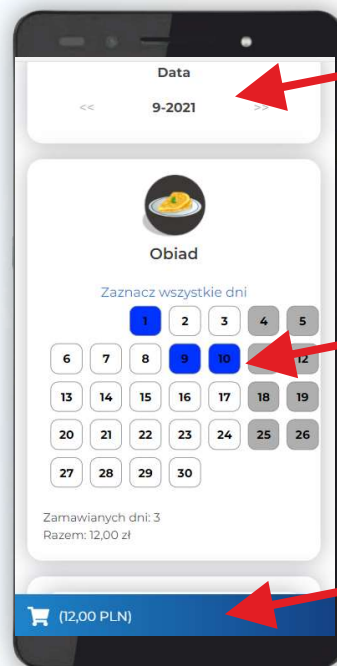 Data
<< 9-2021 >>
Obiad
Zaznacz wszystkie dni
1 2 3 4 5
6 7 8 9 10 12
13 14 15 16 17 18 19
20 21 22 23 24 25 26
27 28 29 30
Zamawianych dni: 3
Razem: 12,00 zł
(12,00 PLN)